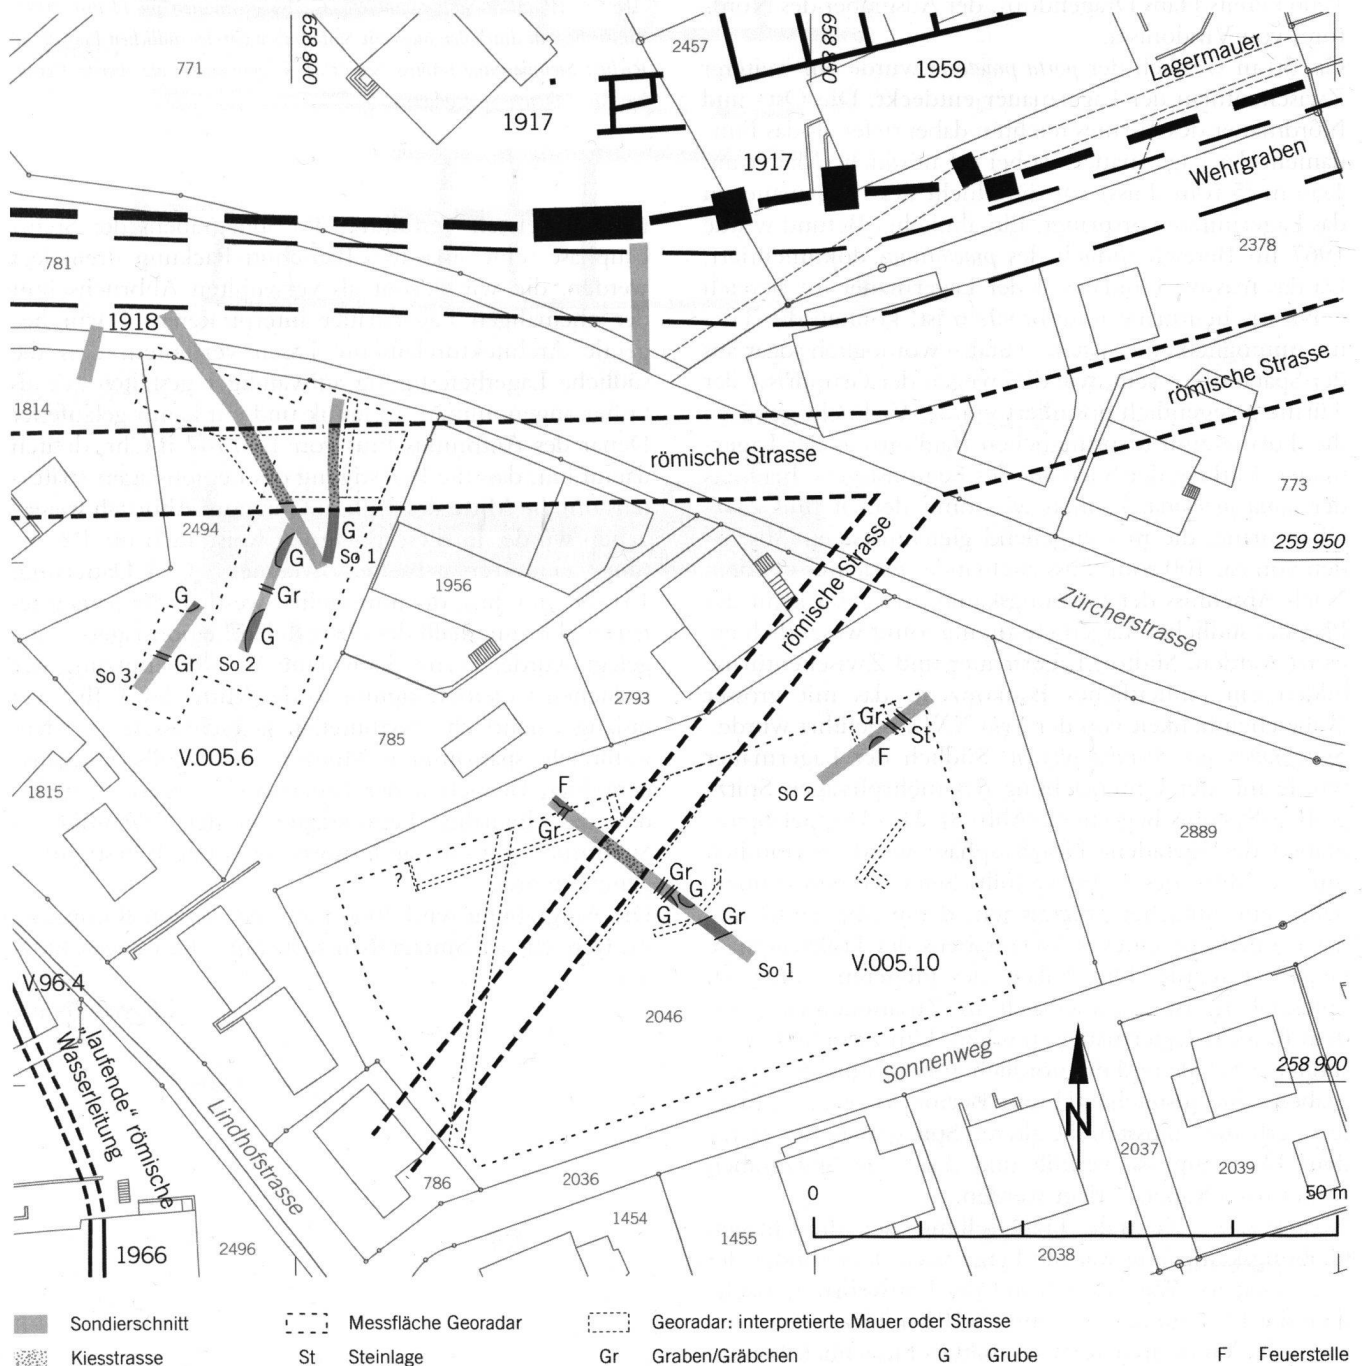 658 800
658 850
771
2457
1959
Lagermauer
1917
1917
Wehrgraben
2378
781
1918
1814
römische Strasse
römische Strasse
773
259 950
2494
G
G
So 1
Gr
1956
römische Strasse
Zürcherstrasse
G
G
So 2
Gr
So 3
2793
785
V.005.6
Gr
St
F
So 2
1815
F
Gr
2889
?
Gr
G
G
Gr
So 1
V.005.10
V.96.4
2046
"laufende" römische
Wasserleitung
Sonnenweg
258 900
Lindhofstrasse
N
2037
2039
786
2036
0
50 m
1454
1455
2038
1966
2496
Sondierschnitt
Messfläche Georadar
Georadar: interpretierte Mauer oder Strasse
Kiesstrasse
St Steinlage
Gr Graben/Gräbchen
G Grube
F Feuerstelle